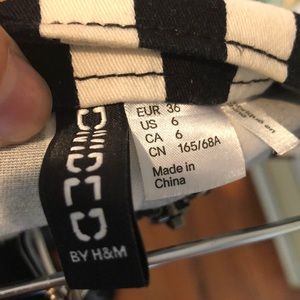 DIVIDED
BY H&M
EUR 36
US 6
CA 6
CN 165/68A
Made in
China